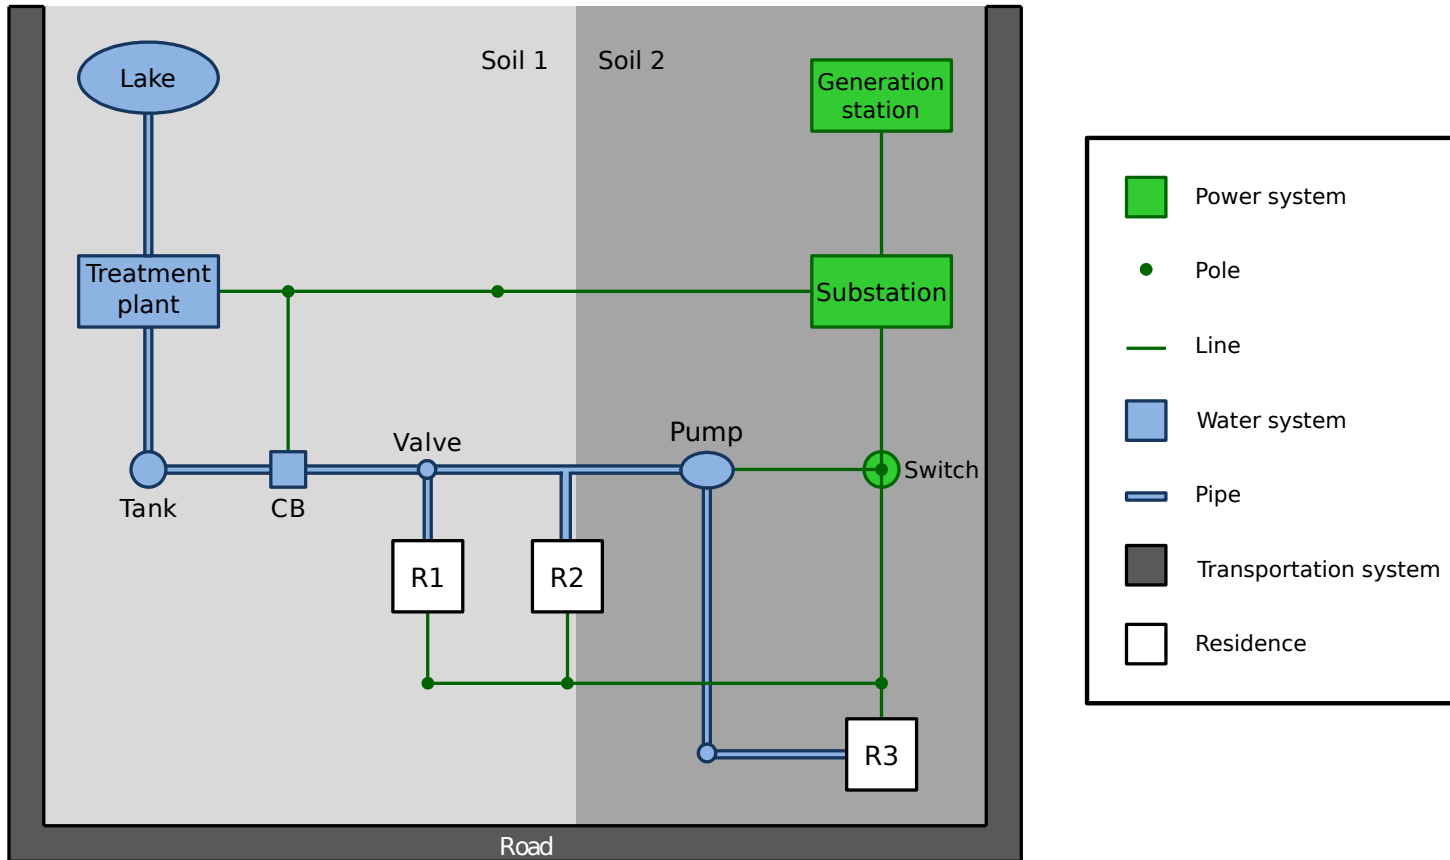 Soil 1
Soil 2
Lake
Generation
station
Treatment
plant
Substation
Valve
Pump
Switch
Tank
CB
R1
R2
R3
Road
Power system
Pole
Line
Water system
Pipe
Transportation system
Residence